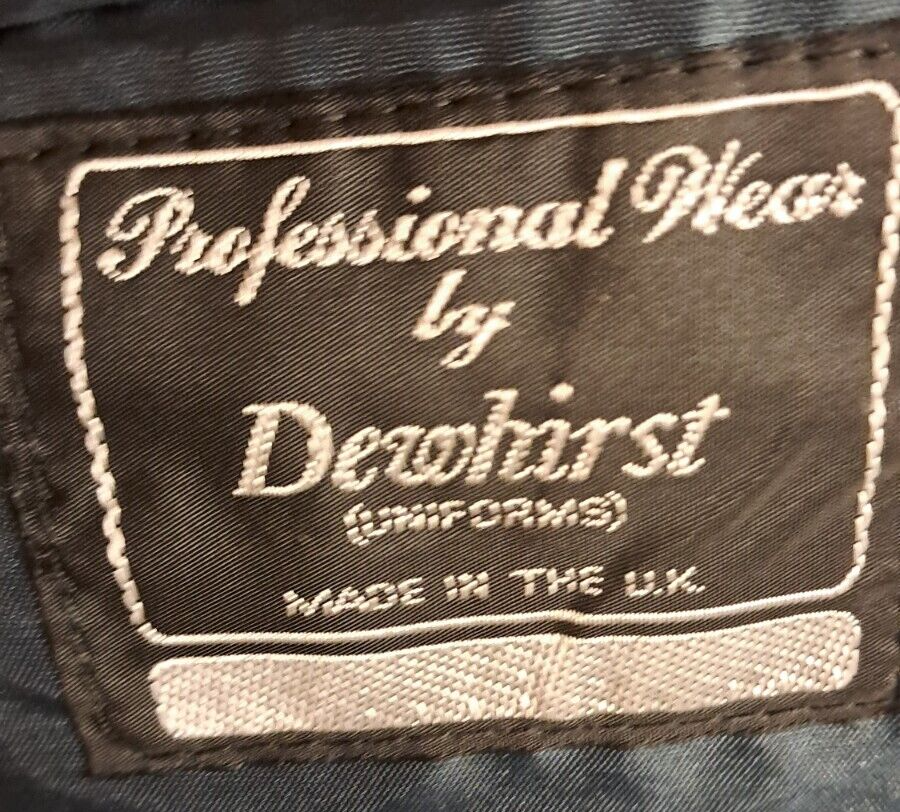 Professional Wear
by
Dewhirst
(UNIFORMS)
MADE IN THE U.K.